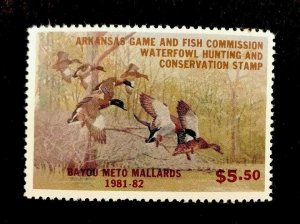 ARKANSAS GAME AND FISH COMMISSION
WATERFOWL HUNTING AND
CONSERVATION STAMP
BAYOU METO MALLARDS
1981-82
$5.50